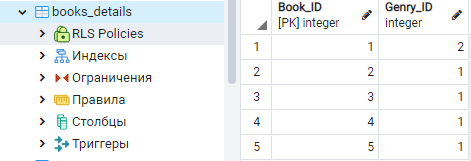 books_details
RLS Policies
Индексы
Ограничения
Правила
Столбцы
Триггеры
Book_ID Genry_ID
[PK] integer integer
1 1 2
2 2 1
3 3 1
4 4 1
5 5 1